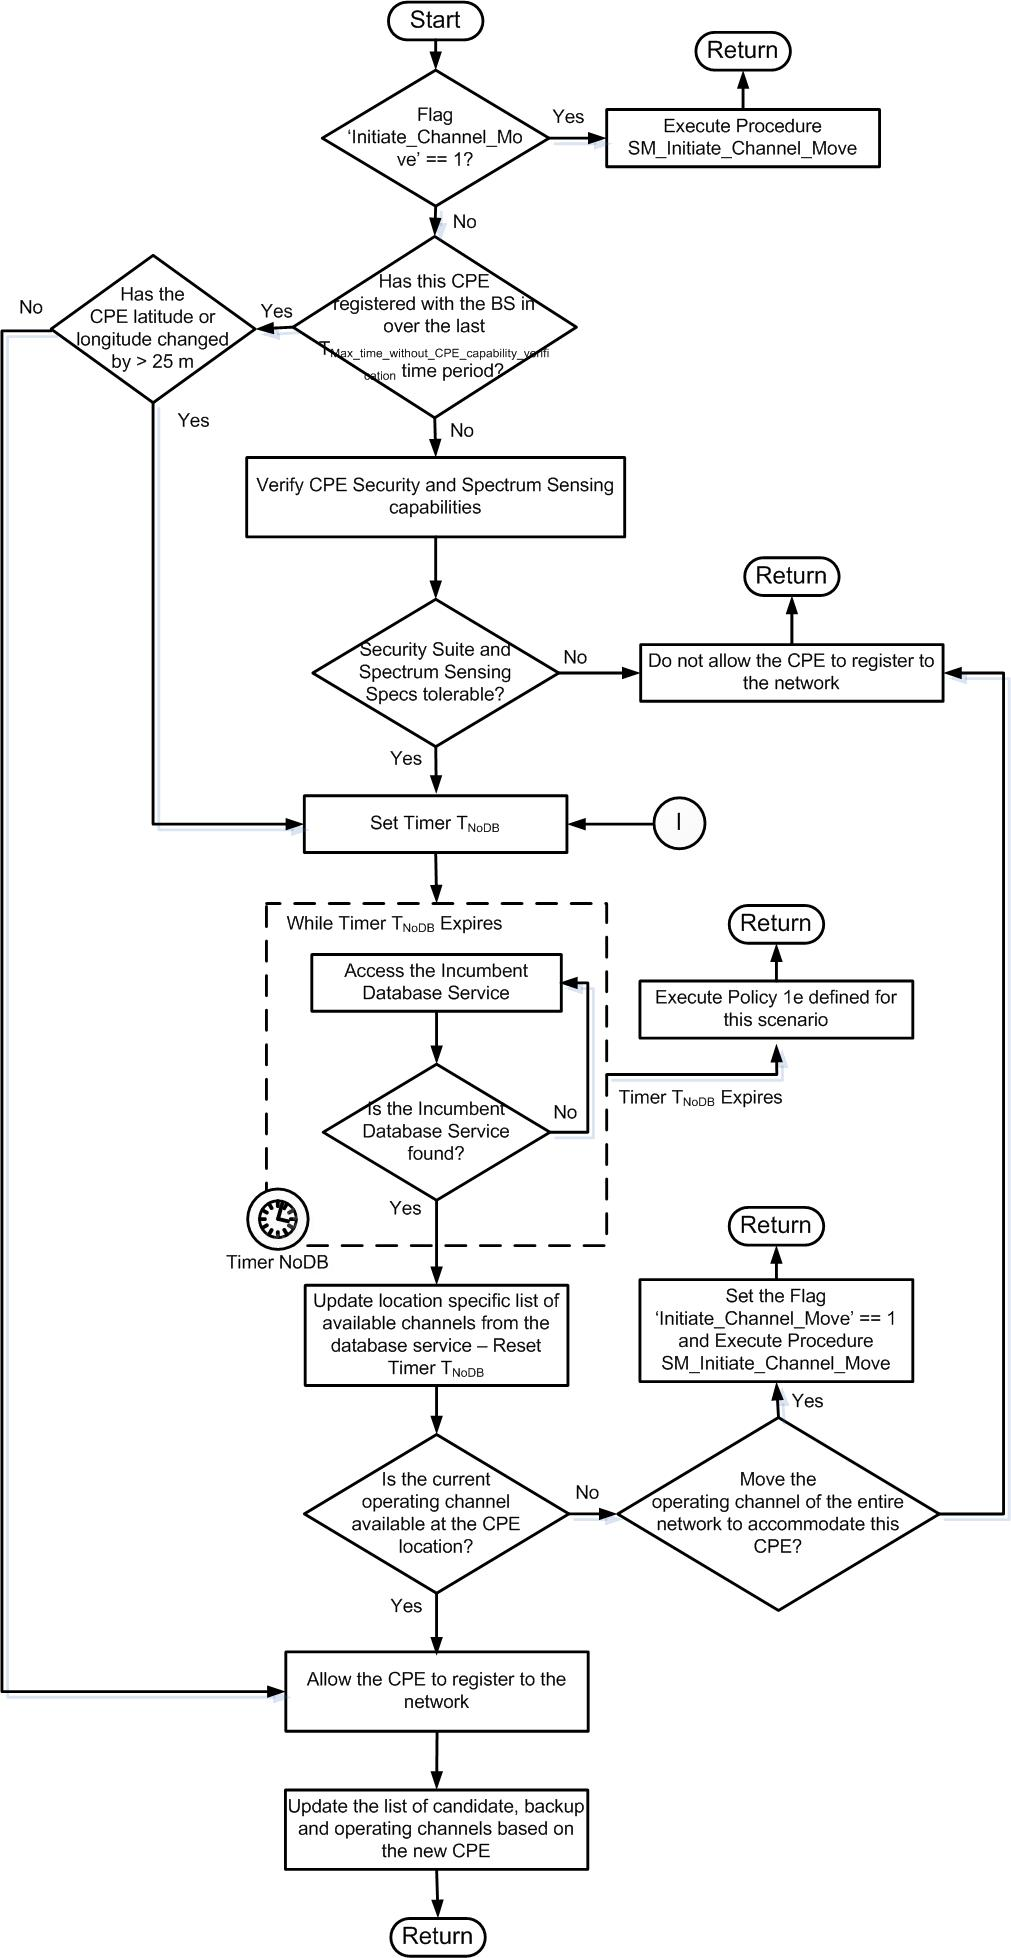 Start
Return
Flag
‘Initiate_Channel_Mo
ve’ == 1?
Yes
Execute Procedure
SM_Initiate_Channel_Move
No
Has this CPE
registered with the BS in
over the last
TMax_time_without_CPE_capability_verifi
cation time period?
Yes
Has the
CPE latitude or
longitude changed
by > 25 m
No
Yes
No
Verify CPE Security and Spectrum Sensing
capabilities
Return
Security Suite and
Spectrum Sensing
Specs tolerable?
No
Do not allow the CPE to register to
the network
Yes
Set Timer TNoDB
I
While Timer TNoDB Expires
Return
Access the Incumbent
Database Service
Execute Policy 1e defined for
this scenario
Timer TNoDB Expires
Is the Incumbent
Database Service
found?
No
Yes
Timer NoDB
Return
Update location specific list of
available channels from the
database service – Reset
Timer TNoDB
Set the Flag
‘Initiate_Channel_Move’ == 1
and Execute Procedure
SM_Initiate_Channel_Move
Yes
Is the current
operating channel
available at the CPE
location?
No
Move the
operating channel of the entire
network to accommodate this
CPE?
Yes
Allow the CPE to register to the
network
Update the list of candidate, backup
and operating channels based on
the new CPE
Return